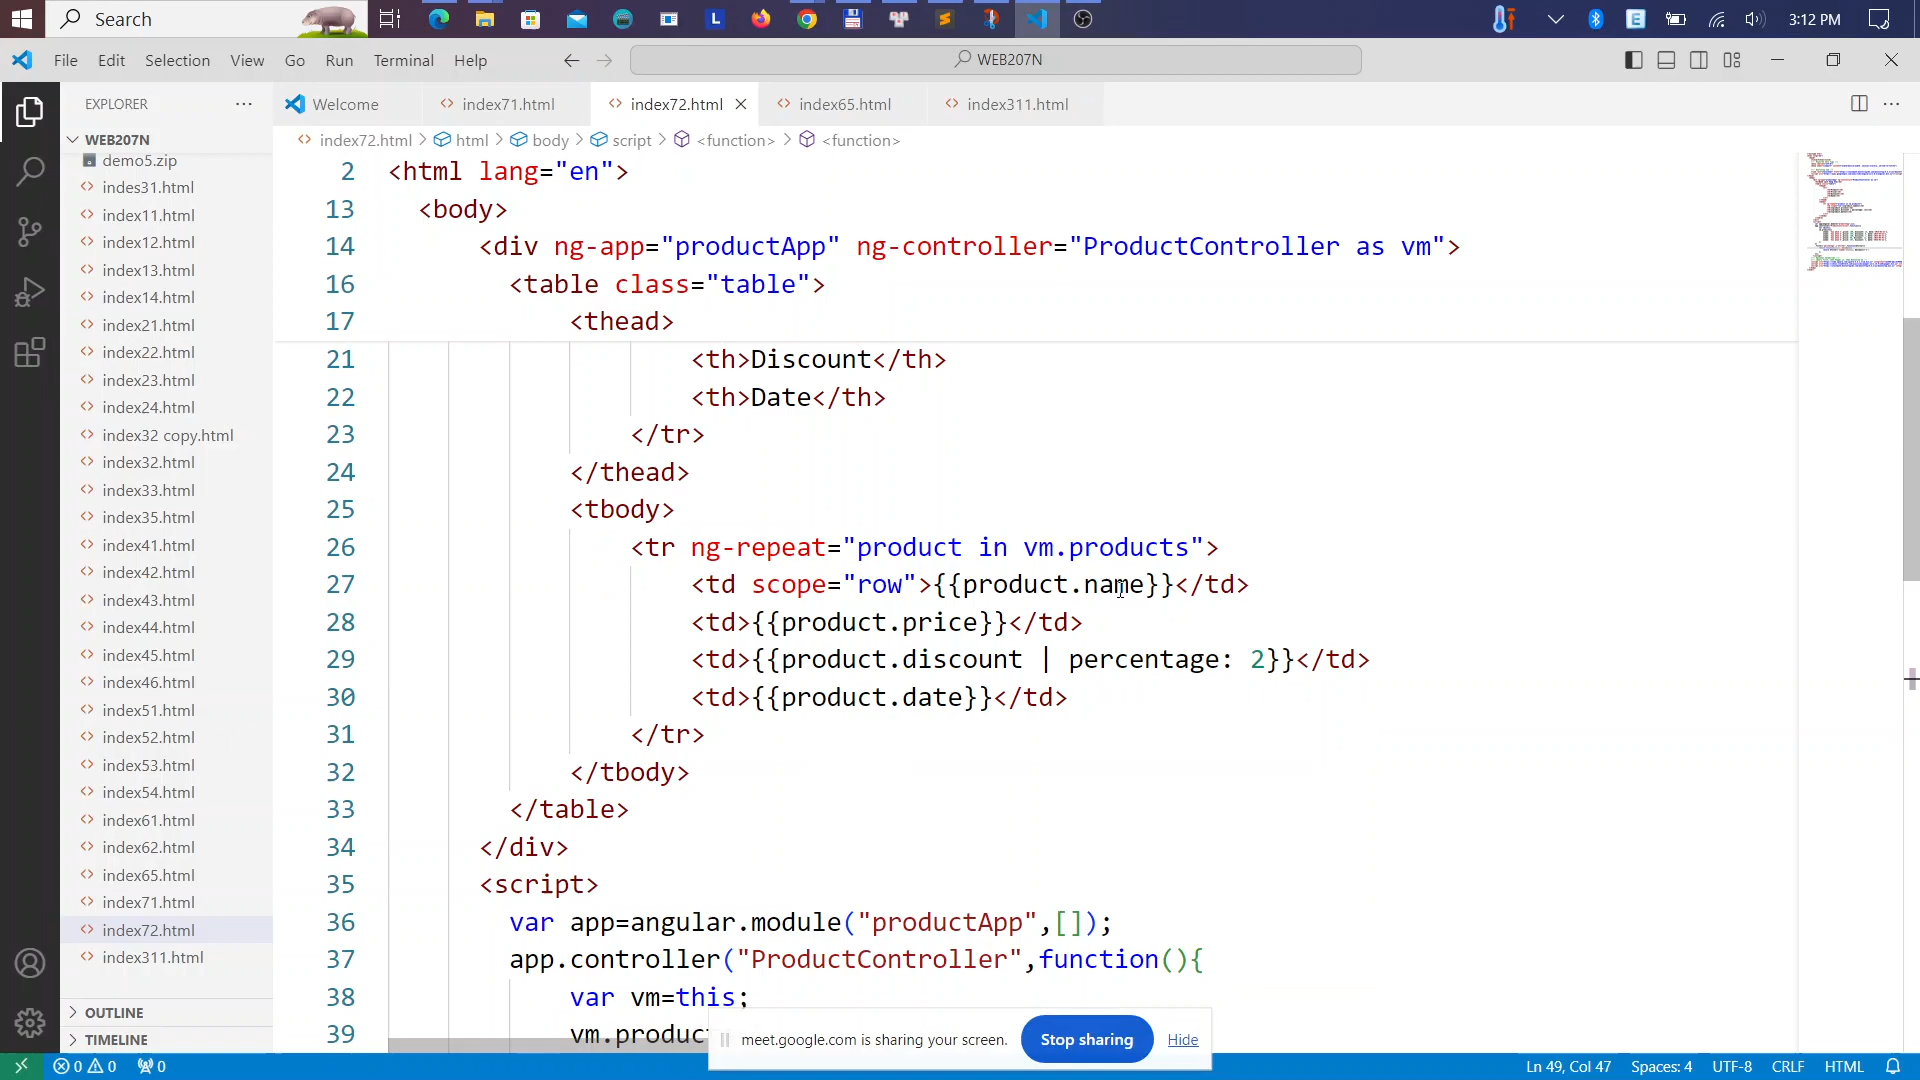 Search
3:12 PM
File Edit Selection View Go Run Terminal Help
WEB207N
EXPLORER
Welcome
index71.html
index72.html
index65.html
index311.html
WEB207N
index72.html > html > body > script > <function> > <function>
demo5.zip
indes31.html
index11.html
index12.html
index13.html
index14.html
index21.html
index22.html
index23.html
index24.html
index32 copy.html
index32.html
index33.html
index35.html
index41.html
index42.html
index43.html
index44.html
index45.html
index46.html
index51.html
index52.html
index53.html
index54.html
index61.html
index62.html
index65.html
index71.html
index72.html
index311.html
OUTLINE
TIMELINE
2 <html lang="en">
13 <body>
14 <div ng-app="productApp" ng-controller="ProductController as vm">
16 <table class="table">
17 <thead>
21 <th>Discount</th>
22 <th>Date</th>
23 </tr>
24 </thead>
25 <tbody>
26 <tr ng-repeat="product in vm.products">
27 <td scope="row">{{product.name}}</td>
28 <td>{{product.price}}</td>
29 <td>{{product.discount | percentage: 2}}</td>
30 <td>{{product.date}}</td>
31 </tr>
32 </tbody>
33 </table>
34 </div>
35 <script>
36 var app=angular.module("productApp",[]);
37 app.controller("ProductController",function(){
38 var vm=this;
39 vm.produc
meet.google.com is sharing your screen. Stop sharing Hide
0 0 0
Ln 49, Col 47 Spaces: 4 UTF-8 CRLF HTML